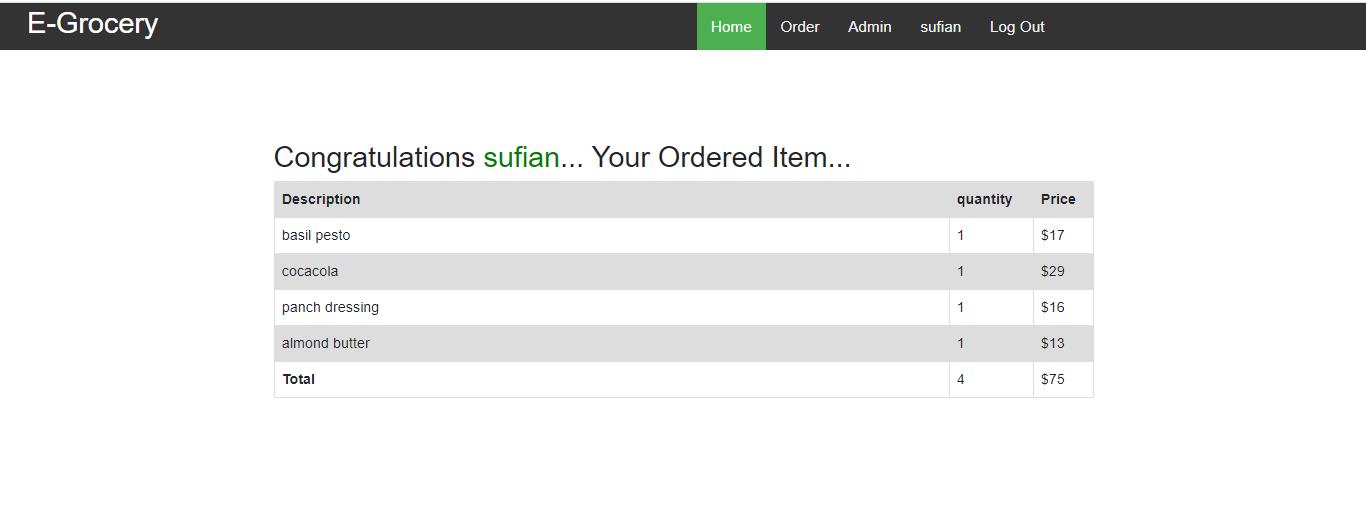 E-Grocery Home Order Admin sufian Log Out
Congratulations sufian... Your Ordered Item...
Description quantity Price
basil pesto 1 $17
cocacola 1 $29
panch dressing 1 $16
almond butter 1 $13
Total 4 $75